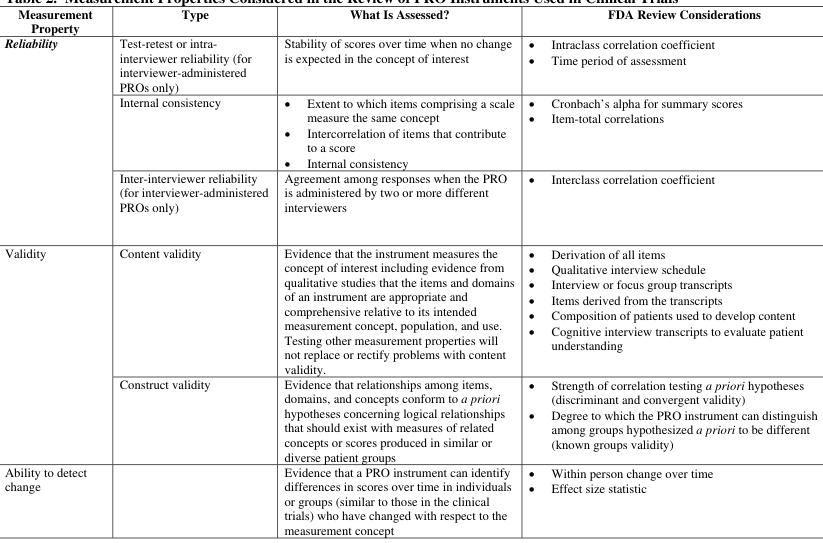 Table 2. Measurement Properties Considered in the Review of PRO Instruments Used in Clinical Trials
Measurement
Property
Type
What Is Assessed?
FDA Review Considerations
Reliability
Test-retest or intra-
interviewer reliability (for
interviewer-administered
PROs only)
Stability of scores over time when no change
is expected in the concept of interest
• Intraclass correlation coefficient
• Time period of assessment
Internal consistency
• Extent to which items comprising a scale
measure the same concept
• Intercorrelation of items that contribute
to a score
• Internal consistency
• Cronbach's alpha for summary scores
• Item-total correlations
Inter-interviewer reliability
(for interviewer-administered
PROs only)
Agreement among responses when the PRO
is administered by two or more different
interviewers
• Interclass correlation coefficient
Validity
Content validity
Evidence that the instrument measures the
concept of interest including evidence from
qualitative studies that the items and domains
of an instrument are appropriate and
comprehensive relative to its intended
measurement concept, population, and use.
Testing other measurement properties will
not replace or rectify problems with content
validity.
• Derivation of all items
• Qualitative interview schedule
• Interview or focus group transcripts
• Items derived from the transcripts
• Composition of patients used to develop content
• Cognitive interview transcripts to evaluate patient
understanding
Construct validity
Evidence that relationships among items,
domains, and concepts conform to a priori
hypotheses concerning logical relationships
that should exist with measures of related
concepts or scores produced in similar or
diverse patient groups
• Strength of correlation testing a priori hypotheses
(discriminant and convergent validity)
• Degree to which the PRO instrument can distinguish
among groups hypothesized a priori to be different
(known groups validity)
Ability to detect
change
Evidence that a PRO instrument can identify
differences in scores over time in individuals
or groups (similar to those in the clinical
trials) who have changed with respect to the
measurement concept
• Within person change over time
• Effect size statistic